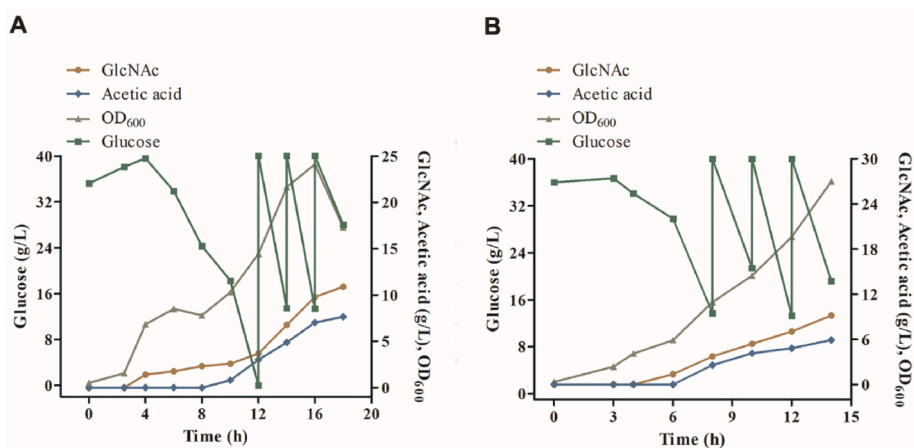 A
GlcNAc
Acetic acid
OD600
Glucose
40
32
24
16
8
0
Glucose (g/L)
25
20
15
10
5
0
GlcNAc, Acetic acid (g/L), OD600
0
4
8
12
16
20
Time (h)
B
GlcNAc
Acetic acid
OD600
Glucose
40
32
24
16
8
0
Glucose (g/L)
30
24
18
12
6
0
GlcNAc, Acetic acid (g/L), OD600
0
3
6
9
12
15
Time (h)